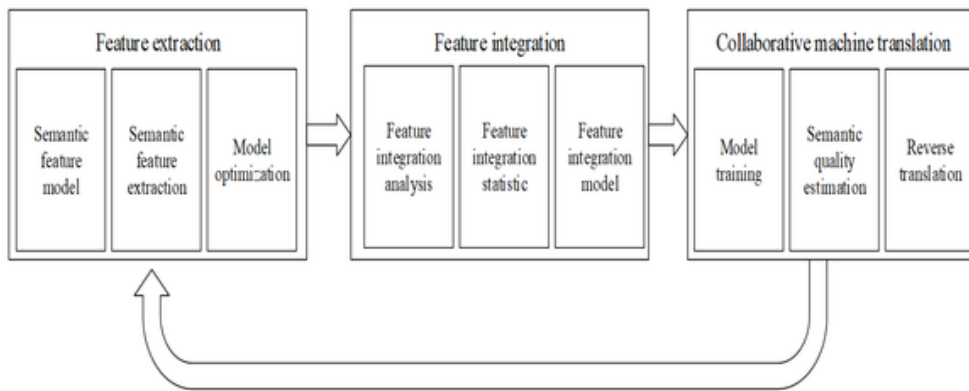 Feature extraction
Semantic
feature
model
Semantic
feature
extraction
Model
optimization
Feature integration
Feature
integration
analysis
Feature
integration
statistic
Feature
integration
model
Collaborative machine translation
Model
training
Semantic
quality
estimation
Reverse
translation